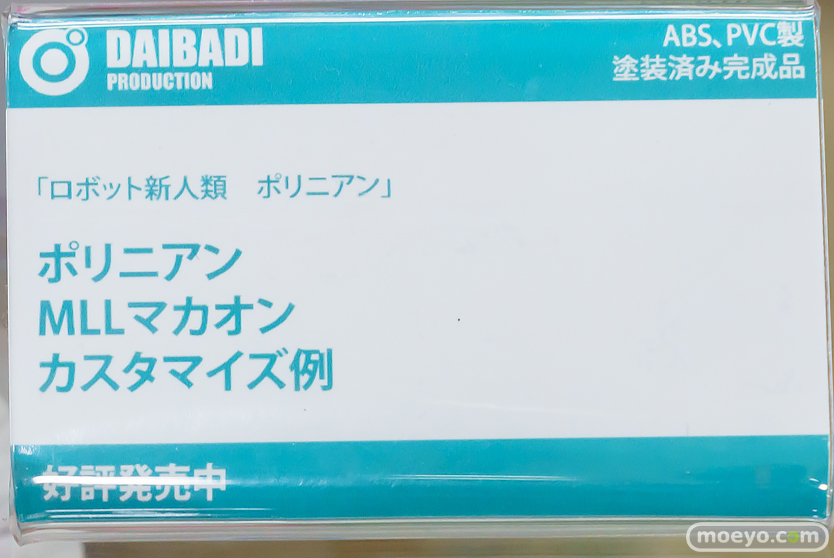 DAIBADI
PRODUCTION
ABS、PVC製
塗装済み完成品
「ロボット新人類　ポリニアン」
ポリニアン
MLLマカオン
カスタマイズ例
好評発売中
moeyo.com